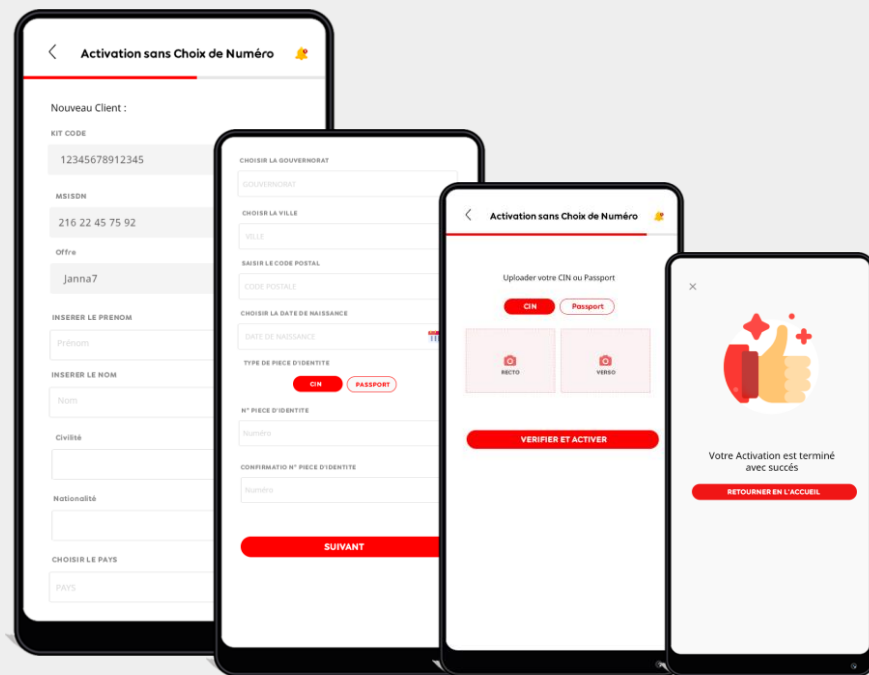 Activation sans Choix de Numéro
Nouveau Client :
KIT CODE
12345678912345
MSISDN
216 22 45 75 92
Offre
Janna7
INSERER LE PRENOM
Prénom
INSERER LE NOM
Nom
Civilité
Nationalité
CHOISIR LE PAYS
PAYS
CHOISIR LA GOUVERNORAT
GOUVERNORAT
CHOISR LA VILLE
VILLE
SAISIR LE CODE POSTAL
CODE POSTALE
CHOISIR LA DATE DE NAISSANCE
DATE DE NAISSANCE
TYPE DE PIECE D'IDENTITE
CIN
PASSPORT
N° PIECE D'IDENTITE
Numéro
CONFIRMATIO N° PIECE D'IDENTITE
Numéro
SUIVANT
Activation sans Choix de Numéro
Uploader votre CIN ou Passport
CIN
Passport
RECTO
VERSO
VERIFIER ET ACTIVER
Votre Activation est terminé
avec succés
RETOURNER EN L'ACCUEIL